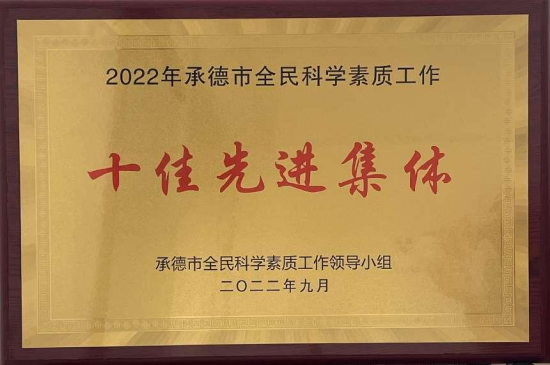 2022年承德市全民科学素质工作
十佳先进集体
承德市全民科学素质工作领导小组
二〇二二年九月